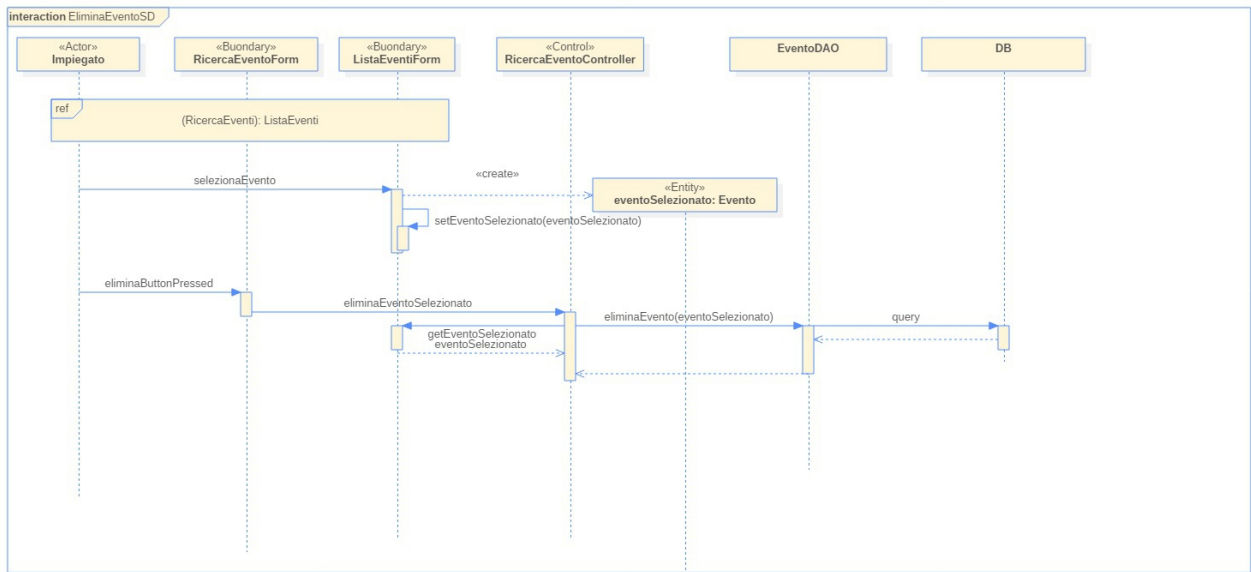 interaction EliminaEventoSD
«Actor»
Impiegato
«Buondary»
RicercaEventoForm
«Buondary»
ListaEventiForm
«Control»
RicercaEventoController
EventoDAO
DB
ref
(RicercaEventi): ListaEventi
selezionaEvento
«create»
«Entity»
eventoSelezionato: Evento
setEventoSelezionato(eventoSelezionato)
eliminaButtonPressed
eliminaEventoSelezionato
eliminaEvento(eventoSelezionato)
query
getEventoSelezionato
eventoSelezionato